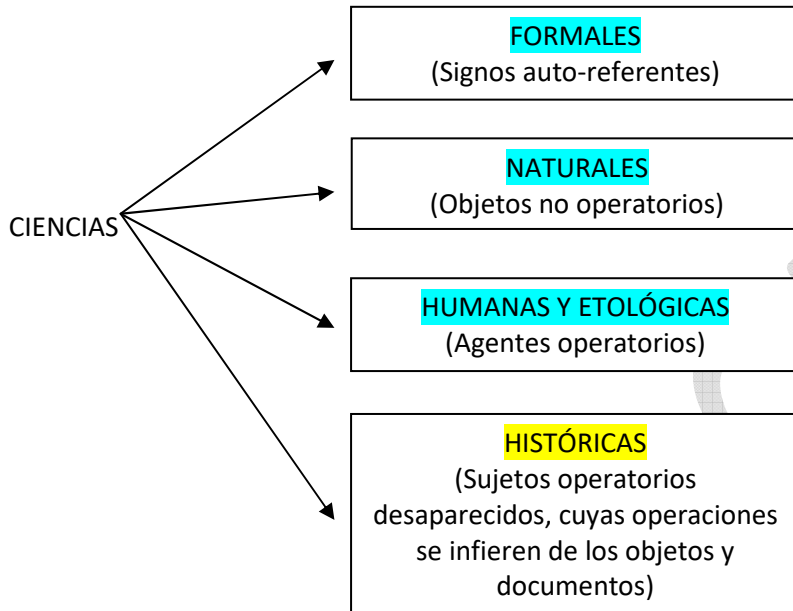 FORMALES
(Signos auto-referentes)
NATURALES
(Objetos no operatorios)
CIENCIAS
HUMANAS Y ETOLÓGICAS
(Agentes operatorios)
HISTÓRICAS
(Sujetos operatorios
desaparecidos, cuyas operaciones
se infieren de los objetos y
documentos)